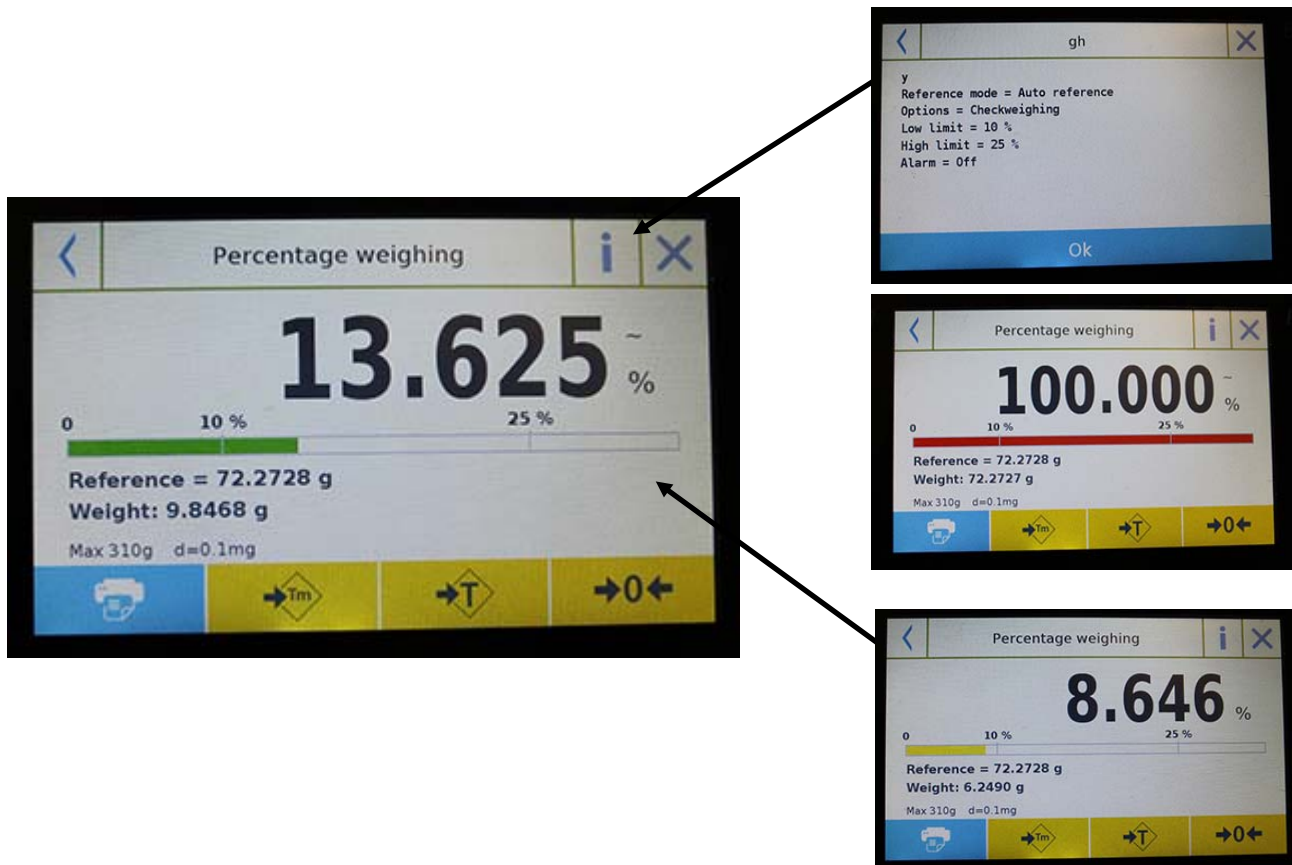 Percentage weighing
i
13.625 ~ %
0 10 % 25 %
Reference = 72.2728 g
Weight: 9.8468 g
Max 310g d=0.1mg
Tm T 0
gh
y
Reference mode = Auto reference
Options = Checkweighing
Low limit = 10 %
High limit = 25 %
Alarm = Off
Ok
Percentage weighing
i
100.000 ~ %
0 10 % 25 %
Reference = 72.2728 g
Weight: 72.2727 g
Max 310g d=0.1mg
Tm T 0
Percentage weighing
i
8.646 %
0 10 % 25 %
Reference = 72.2728 g
Weight: 6.2490 g
Max 310g d=0.1mg
Tm T 0